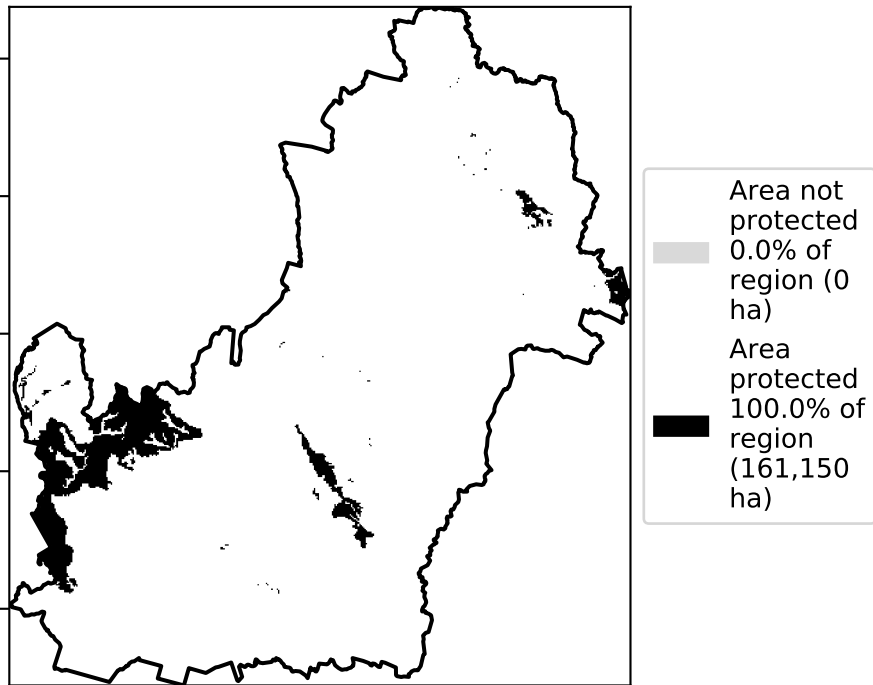 Area not
protected
0.0% of
region (0
ha)
Area
protected
100.0% of
region
(161,150
ha)